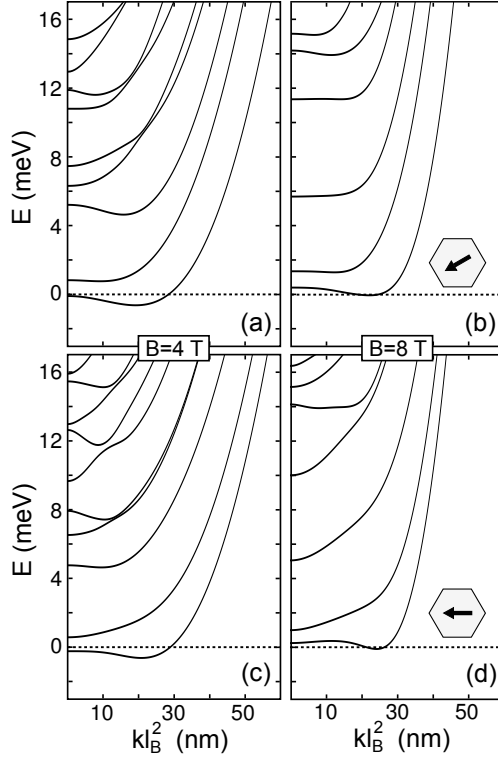 16
12
8
4
0
E (meV)
(a)
(b)
B=4 T
B=8 T
16
12
8
4
0
E (meV)
(c)
(d)
10 30 50
10 30 50
kl_B^2 (nm)
kl_B^2 (nm)